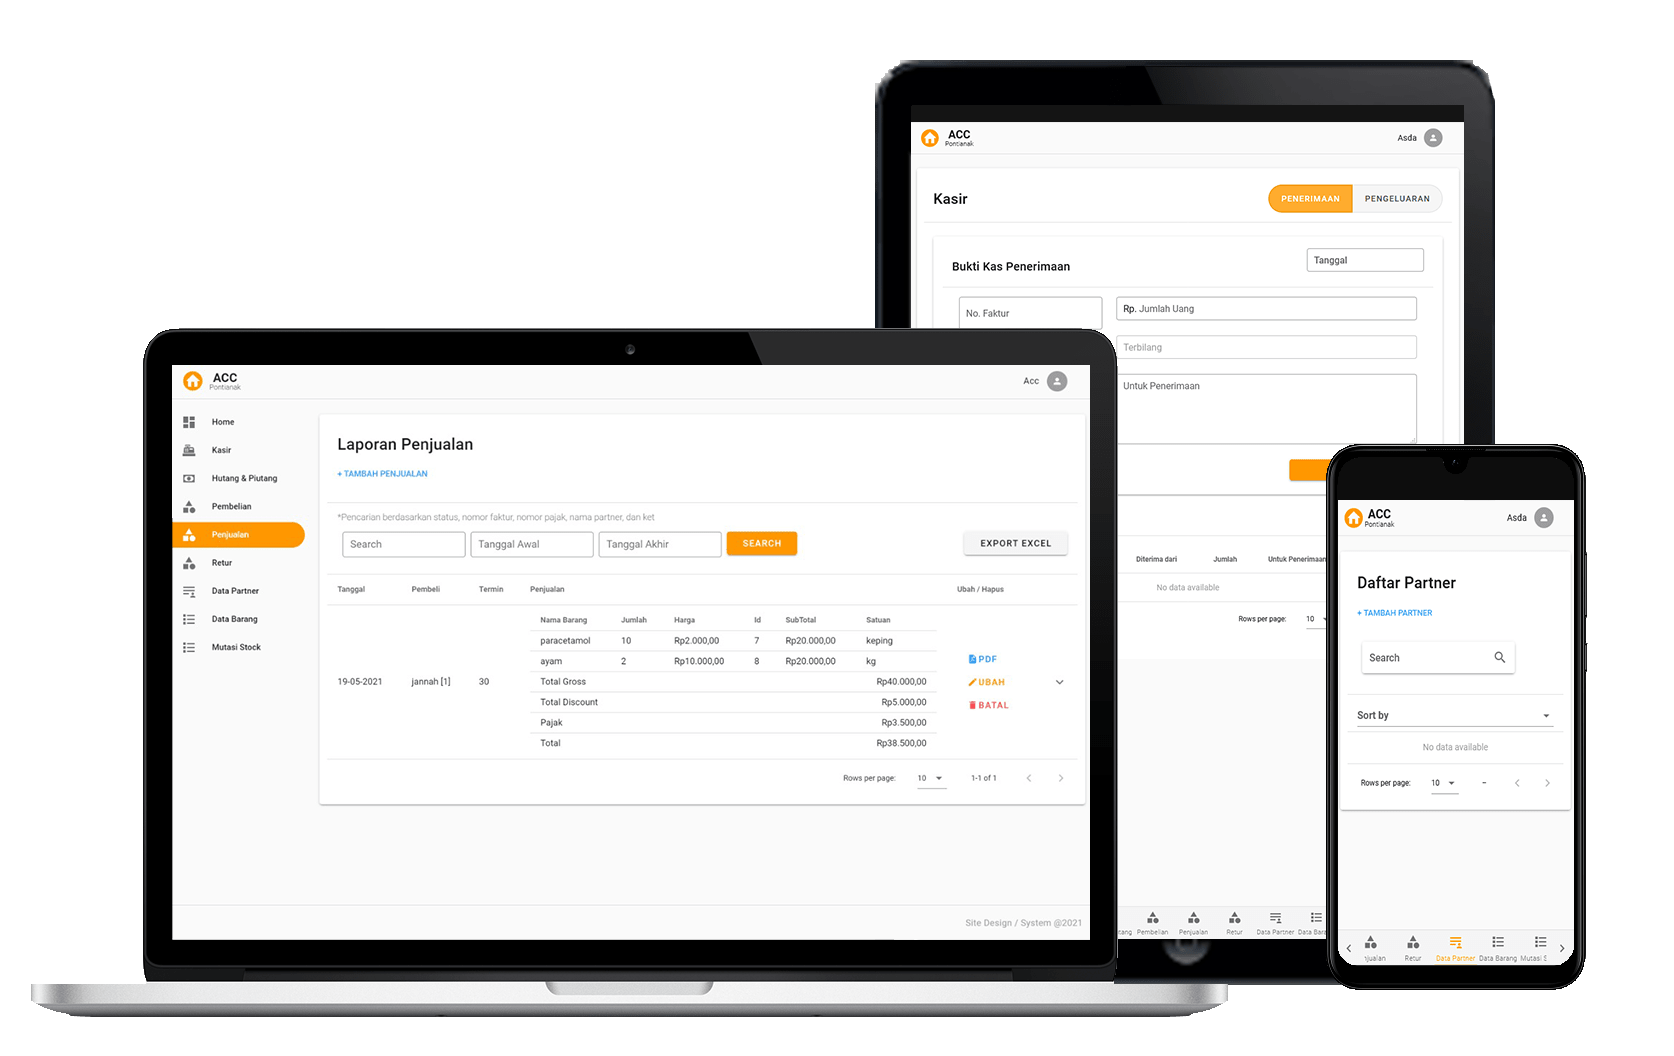 ACC
Pontianak
Acc
Home
Kasir
Hutang & Piutang
Pembelian
Penjualan
Retur
Data Partner
Data Barang
Mutasi Stock
Laporan Penjualan
+ TAMBAH PENJUALAN
*Pencarian berdasarkan status, nomor faktur, nomor pajak, nama partner, dan ket
Search Tanggal Awal Tanggal Akhir SEARCH EXPORT EXCEL
Tanggal Pembeli Termin Penjualan Ubah / Hapus
Nama Barang Jumlah Harga Id SubTotal Satuan
paracetamol 10 Rp2.000,00 7 Rp20.000,00 keping
ayam 2 Rp10.000,00 8 Rp20.000,00 kg
Total Gross Rp40.000,00
Total Discount Rp5.000,00
Pajak Rp3.500,00
Total Rp38.500,00
19-05-2021 jannah [1] 30
PDF
UBAH
BATAL
Rows per page: 10 1-1 of 1
Site Design / System @2021
ACC
Pontianak
Asda
Kasir
PENERIMAAN PENGELUARAN
Bukti Kas Penerimaan
Tanggal
No. Faktur
Rp. Jumlah Uang
Terbilang
Untuk Penerimaan
Diterima dari Jumlah Untuk Penerimaan
No data available
Rows per page: 10
tang Pembelian Penjualan Retur Data Partner Data Bara
ACC
Pontianak
Asda
Daftar Partner
+ TAMBAH PARTNER
Search
Sort by
No data available
Rows per page: 10 –
njualan Retur Data Partner Data Barang Mutasi S